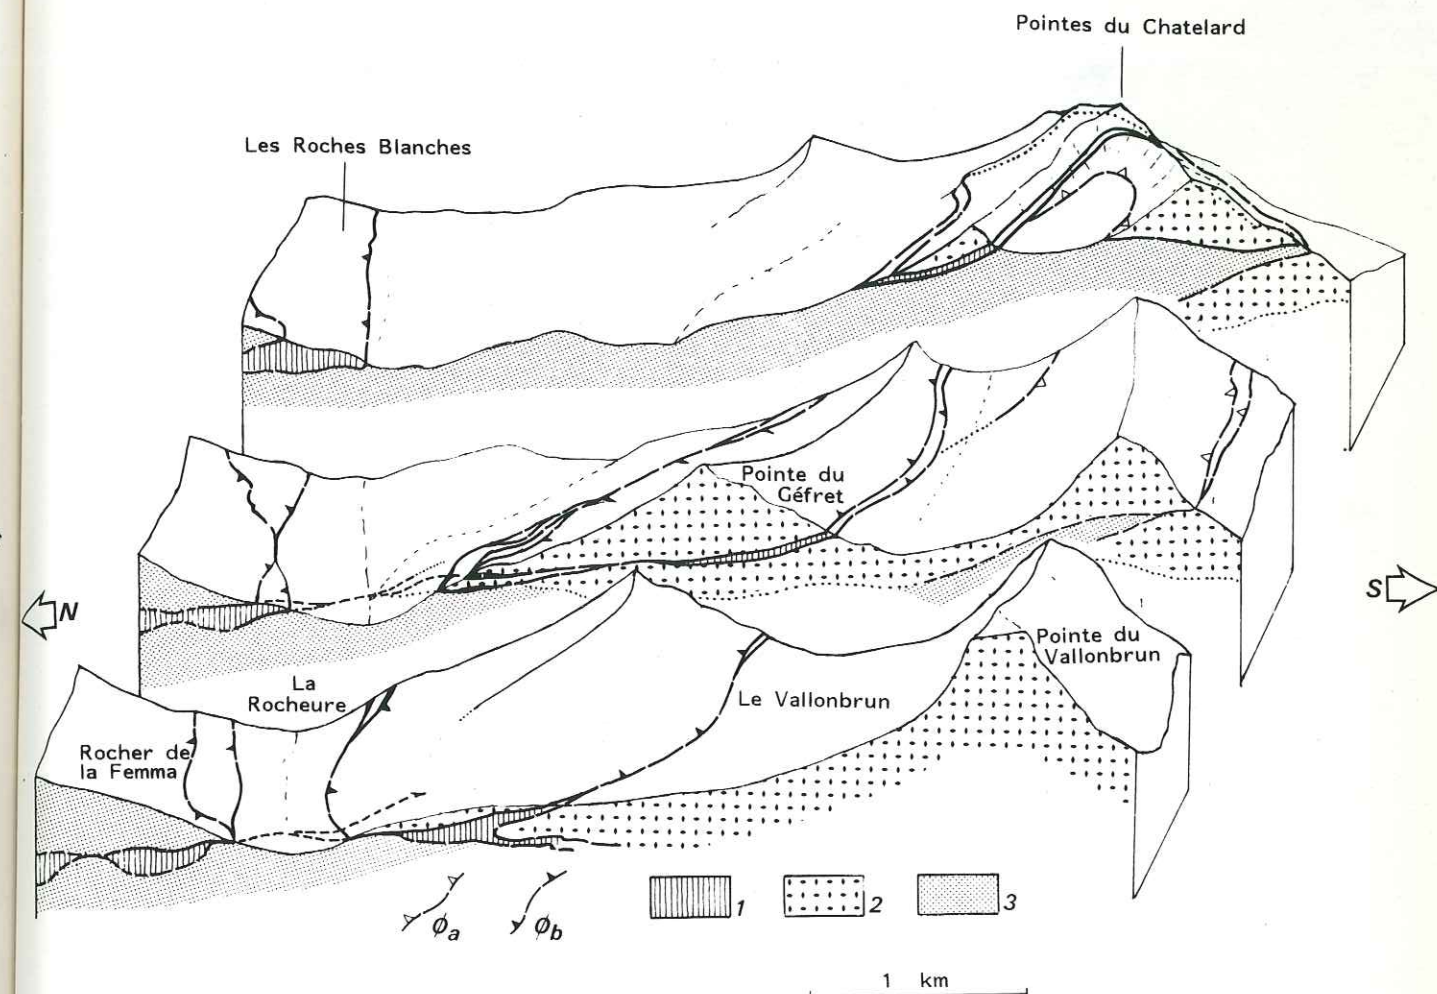 Pointes du Chatelard
Les Roches Blanches
Pointe du
Géfret
N
S
La
Rocheure
Pointe du
Vallonbrun
Le Vallonbrun
Rocher de
la Femma
ϕa
ϕb
1
2
3
1 km